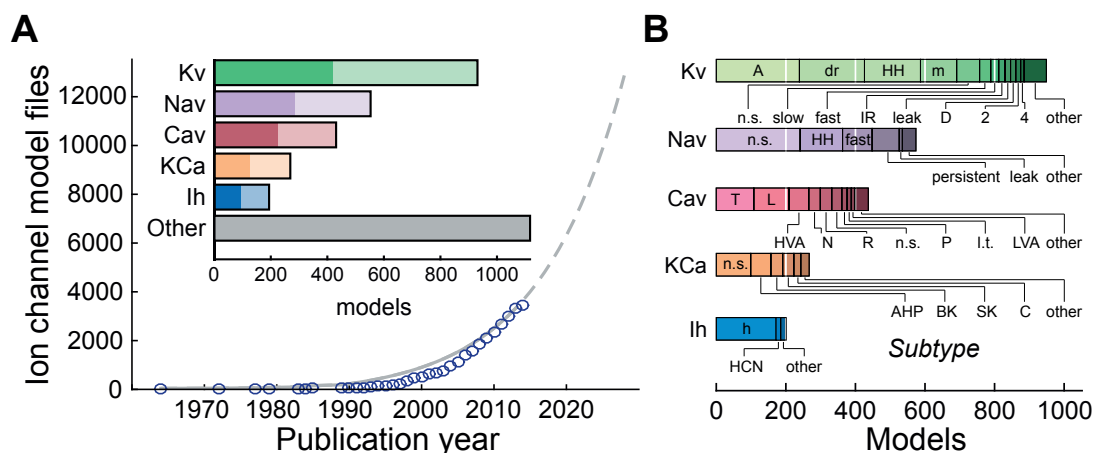 A
Ion channel model files
12000
10000
8000
6000
4000
2000
0
1970 1980 1990 2000 2010 2020
Publication year
Kv
Nav
Cav
KCa
Ih
Other
0 200 400 600 800 1000
models
B
Kv
A dr HH m
n.s. slow fast IR leak D 2 4 other
Nav
n.s. HH fast
persistent leak other
Cav
T L
HVA N R n.s. P l.t. LVA other
KCa
n.s.
AHP BK SK C other
Ih
h
HCN other
Subtype
0 200 400 600 800 1000
Models